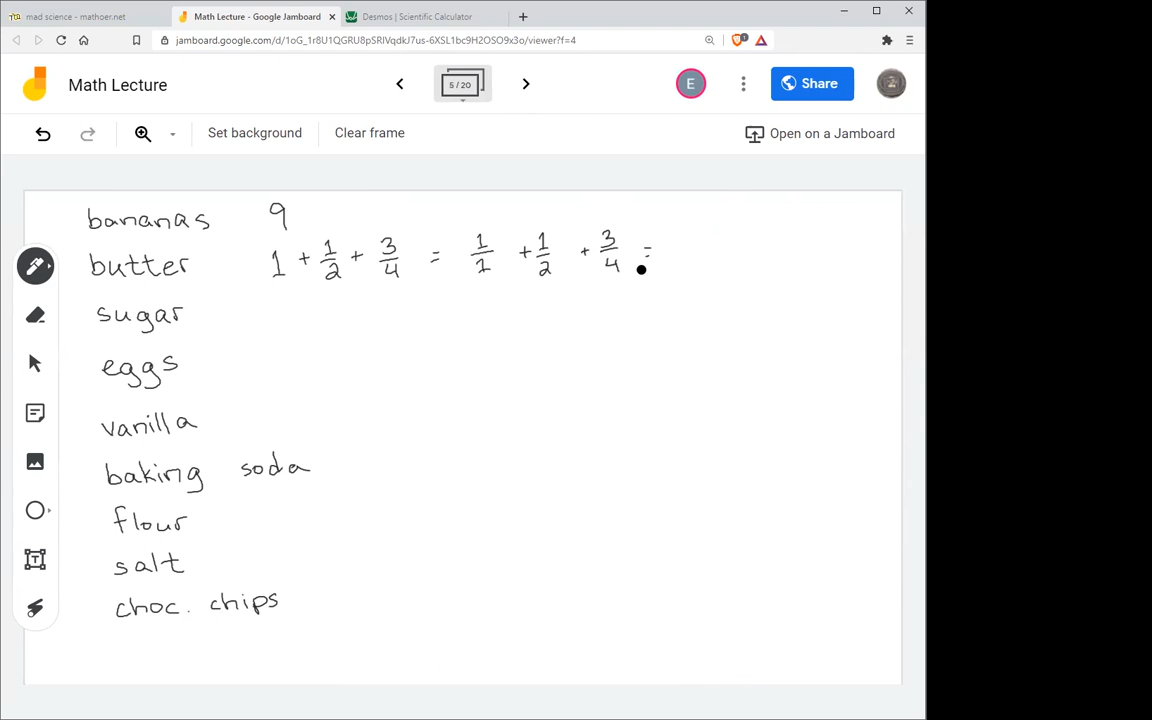 mad science - mathoer.net
Math Lecture - Google Jamboard
Desmos | Scientific Calculator
jamboard.google.com/d/1oG_1r8U1QGRU8pSRlVqdkJ7us-6XSL1bc9H2OSO9x3o/viewer?f=4
1
Math Lecture
5 / 20
E
Share
Set background
Clear frame
Open on a Jamboard
bananas 9
butter 1 + 1/2 + 3/4 = 1/1 + 1/2 + 3/4 =
sugar
eggs
vanilla
baking soda
flour
salt
choc. chips